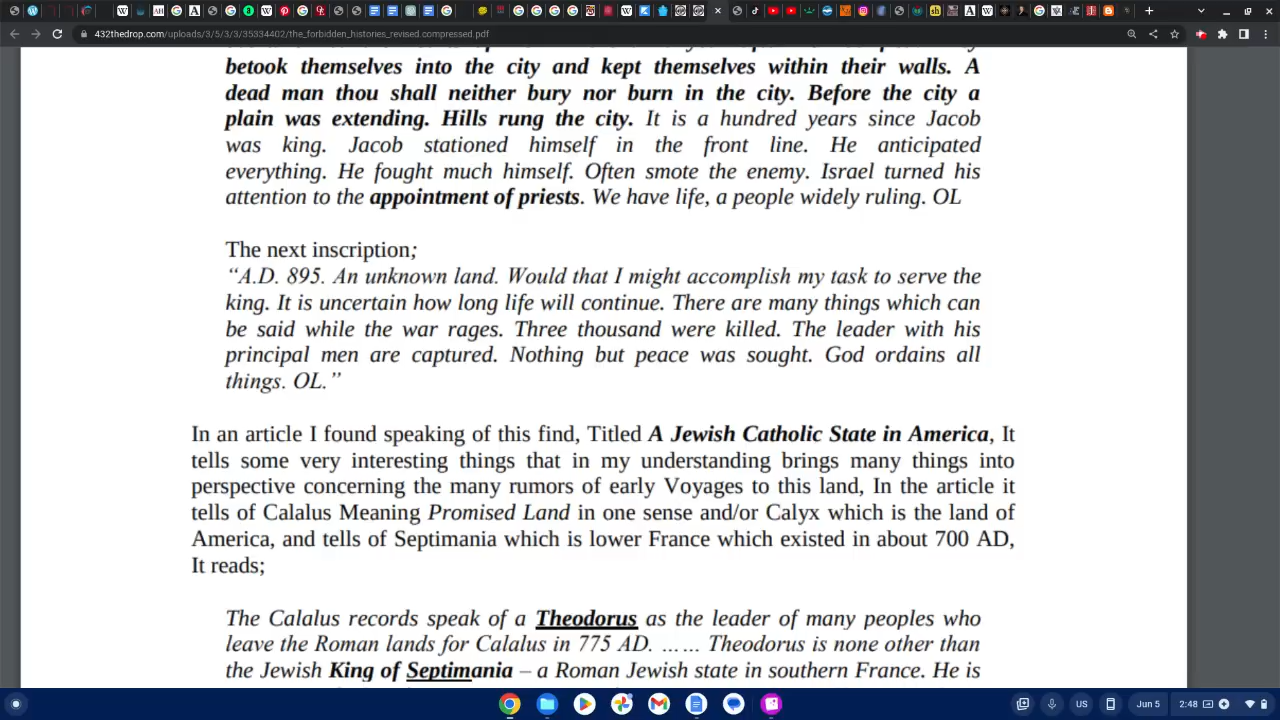 432thedrop.com/uploads/3/5/3/3/35334402/the_forbidden_histories_revised.compressed.pdf
betook themselves into the city and kept themselves within their walls. A
dead man thou shall neither bury nor burn in the city. Before the city a
plain was extending. Hills rung the city. It is a hundred years since Jacob
was king. Jacob stationed himself in the front line. He anticipated
everything. He fought much himself. Often smote the enemy. Israel turned his
attention to the appointment of priests. We have life, a people widely ruling. OL
The next inscription;
“A.D. 895. An unknown land. Would that I might accomplish my task to serve the
king. It is uncertain how long life will continue. There are many things which can
be said while the war rages. Three thousand were killed. The leader with his
principal men are captured. Nothing but peace was sought. God ordains all
things. OL.”
In an article I found speaking of this find, Titled A Jewish Catholic State in America, It
tells some very interesting things that in my understanding brings many things into
perspective concerning the many rumors of early Voyages to this land, In the article it
tells of Calalus Meaning Promised Land in one sense and/or Calyx which is the land of
America, and tells of Septimania which is lower France which existed in about 700 AD,
It reads;
The Calalus records speak of a Theodorus as the leader of many peoples who
leave the Roman lands for Calalus in 775 AD. …… Theodorus is none other than
the Jewish King of Septimania – a Roman Jewish state in southern France. He is
US
Jun 5
2:48